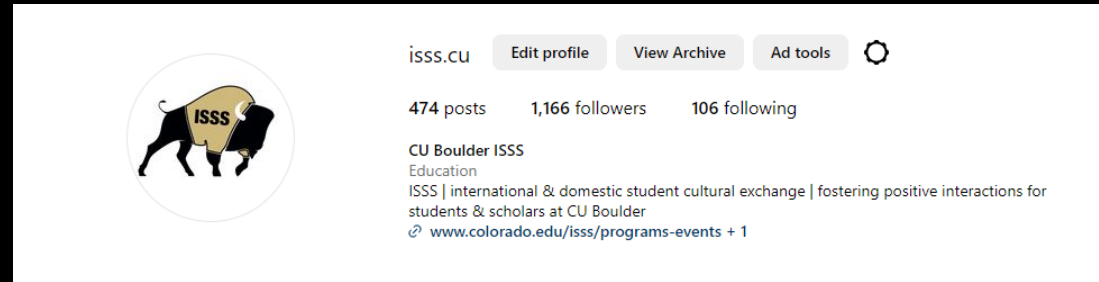 isss.cu Edit profile View Archive Ad tools
ISSS
474 posts 1,166 followers 106 following
CU Boulder ISSS
Education
ISSS | international & domestic student cultural exchange | fostering positive interactions for
students & scholars at CU Boulder
www.colorado.edu/isss/programs-events + 1